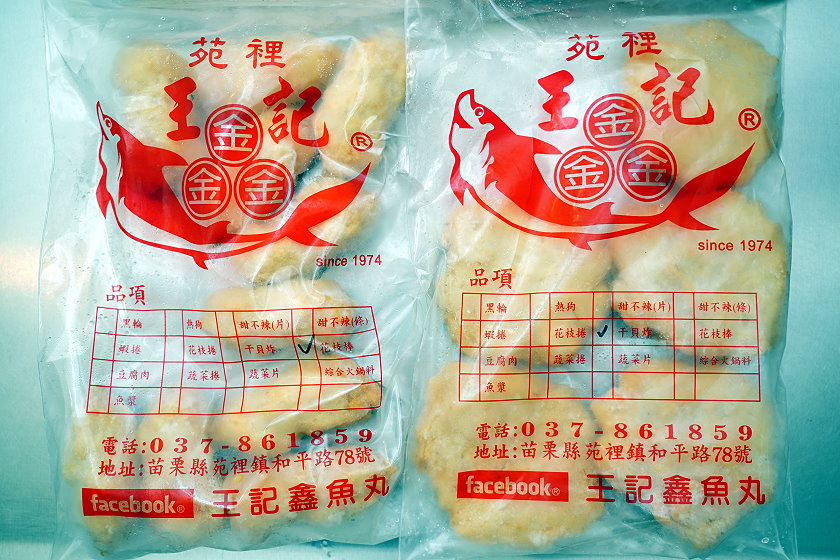 苑裡
王記
金
金金
®
since 1974
品項
黑輪 熱狗 甜不辣(片) 甜不辣(條)
蝦捲 花枝捲 干貝炸 ✓ 花枝棒
豆腐肉 蔬菜捲 蔬菜片 綜合火鍋料
魚漿
電話:037-861859
地址:苗栗縣苑裡鎮和平路78號
facebook® 王記鑫魚丸
苑裡
王記
金
金金
®
since 1974
品項
黑輪 熱狗 甜不辣(片) 甜不辣(條)
蝦捲 花枝捲 ✓ 干貝炸 花枝棒
豆腐肉 蔬菜捲 蔬菜片 綜合火鍋料
魚漿
電話:037-861859
地址:苗栗縣苑裡鎮和平路78號
facebook® 王記鑫魚丸